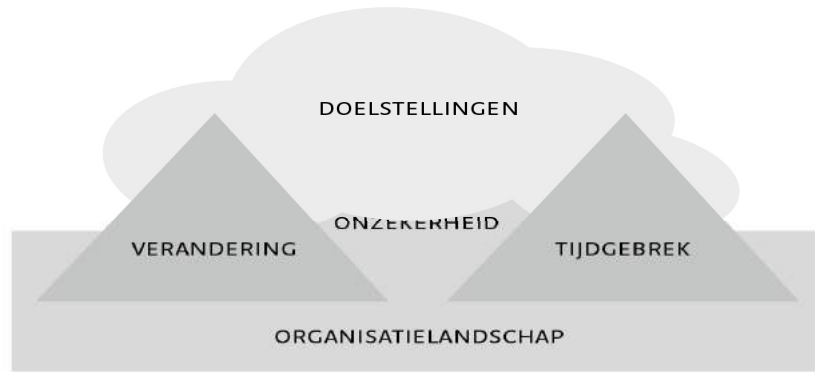 DOELSTELLINGEN
ONZEKERHEID
VERANDERING
TIJDGEBREK
ORGANISATIELANDSCHAP